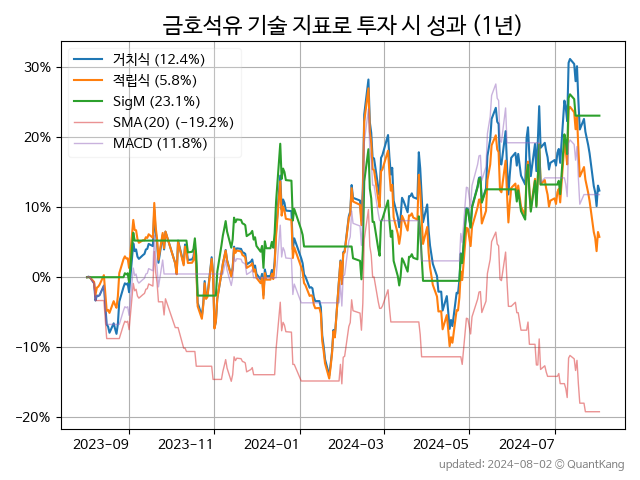 금호석유 기술 지표로 투자 시 성과 (1년)
거치식 (12.4%)
적립식 (5.8%)
SigM (23.1%)
SMA(20) (−19.2%)
MACD (11.8%)
30%
20%
10%
0%
−10%
−20%
2023-09
2023-11
2024-01
2024-03
2024-05
2024-07
updated: 2024-08-02 © QuantKang